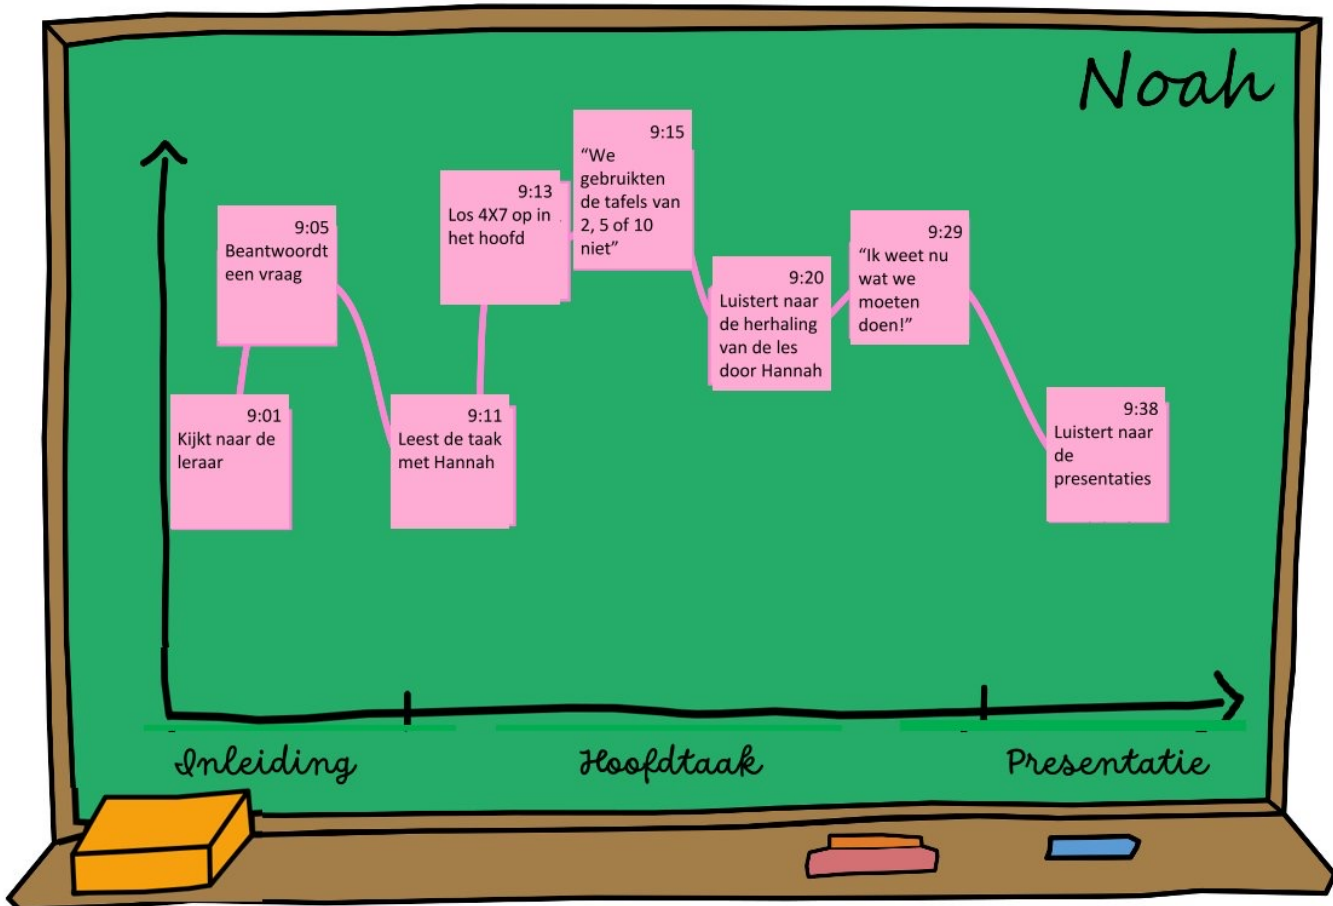 Noah
9:01
Kijkt naar de
leraar
9:05
Beantwoordt
een vraag
9:11
Leest de taak
met Hannah
9:13
Los 4X7 op in
het hoofd
9:15
“We
gebruikten
de tafels van
2, 5 of 10
niet”
9:20
Luistert naar
de herhaling
van de les
door Hannah
9:29
“Ik weet nu
wat we
moeten
doen!”
9:38
Luistert naar
de
presentaties
Inleiding
Hoofdtaak
Presentatie